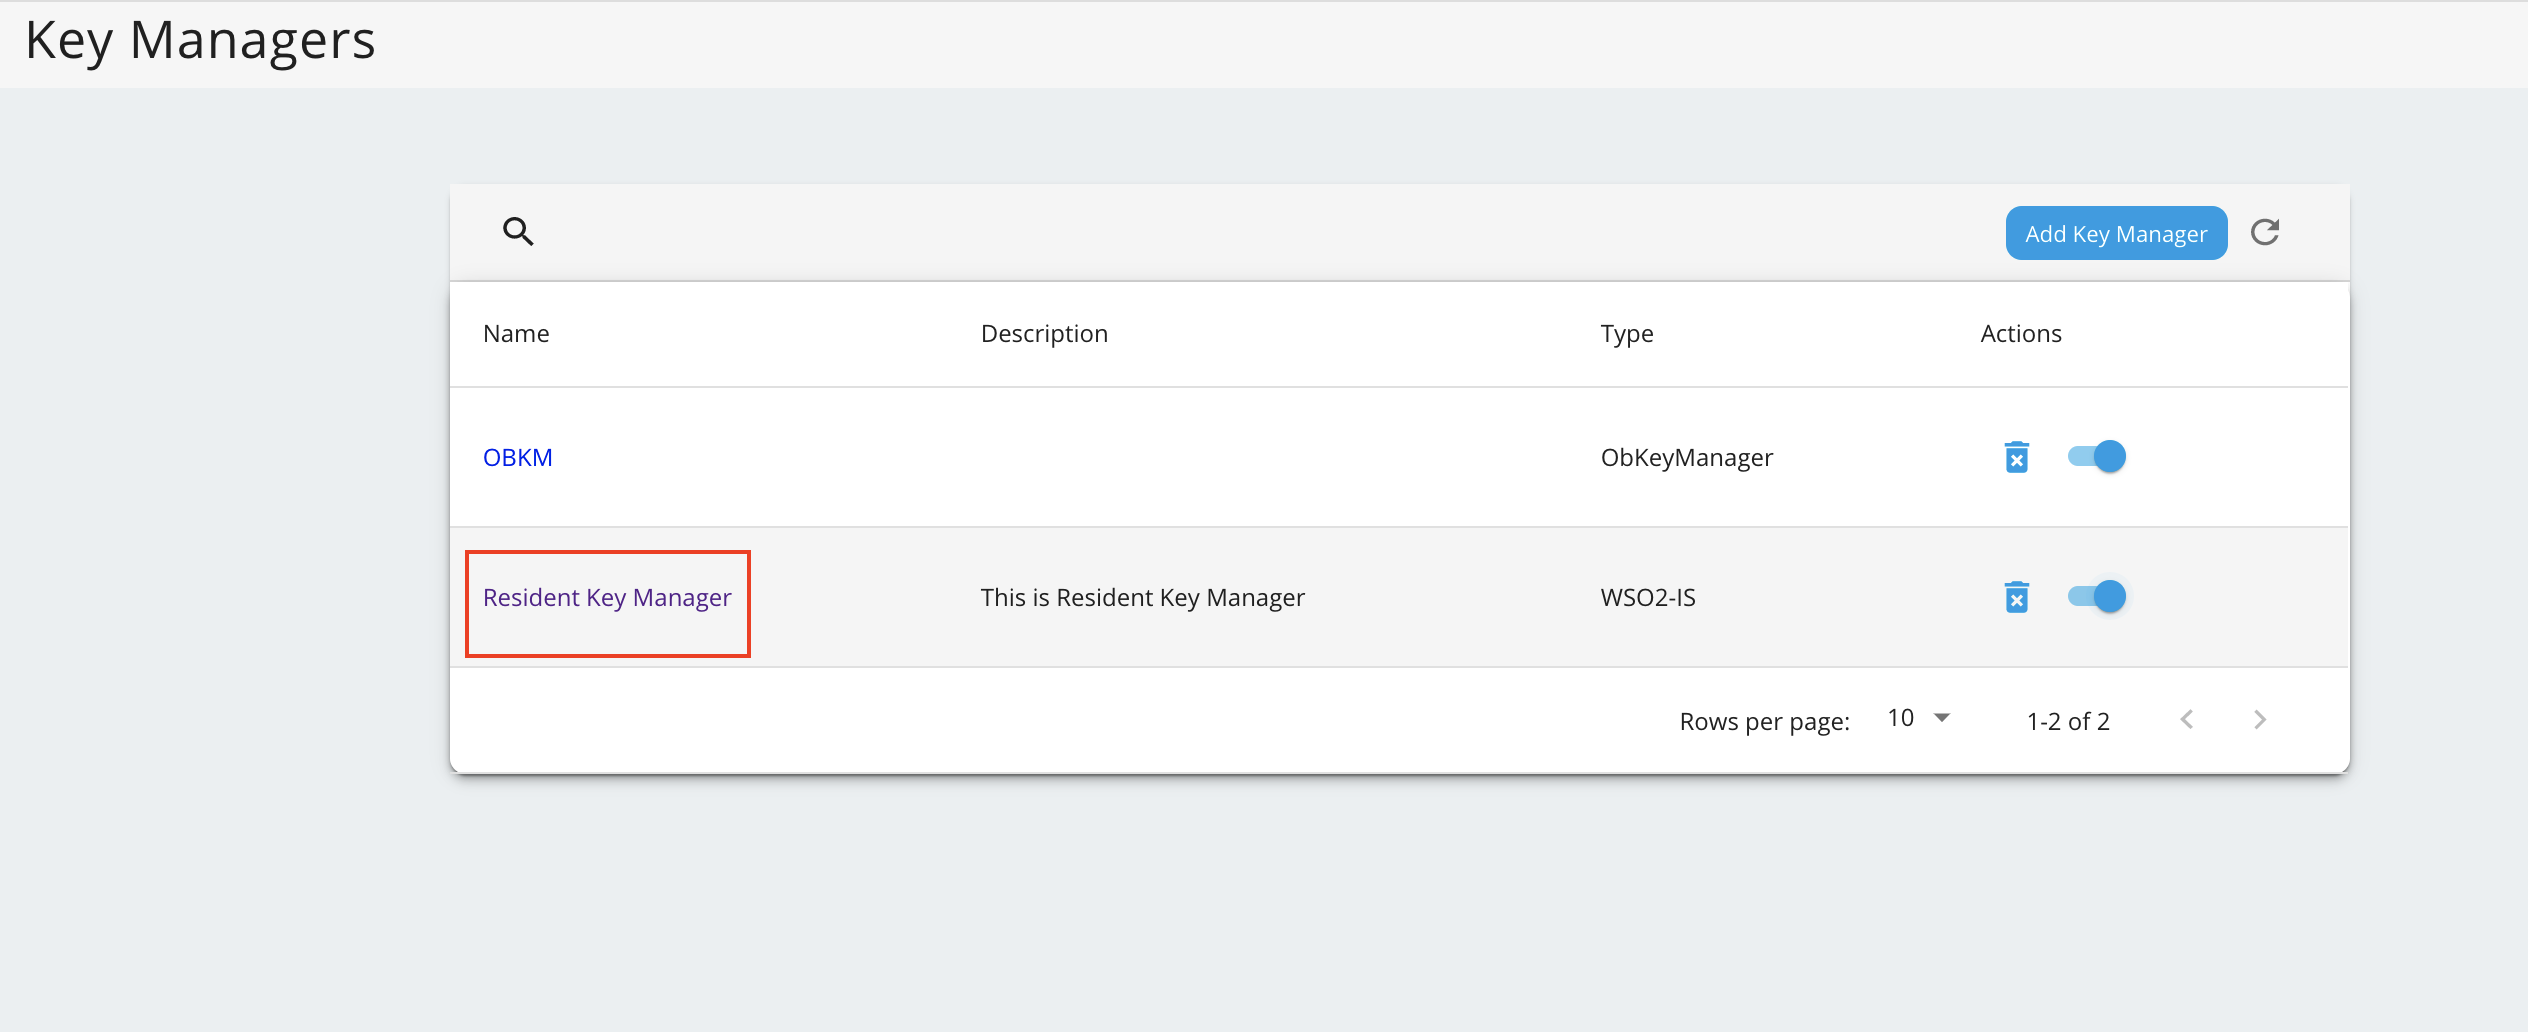 Key Managers
Add Key Manager
Name Description Type Actions
OBKM ObKeyManager
Resident Key Manager This is Resident Key Manager WSO2-IS
Rows per page: 10 1-2 of 2